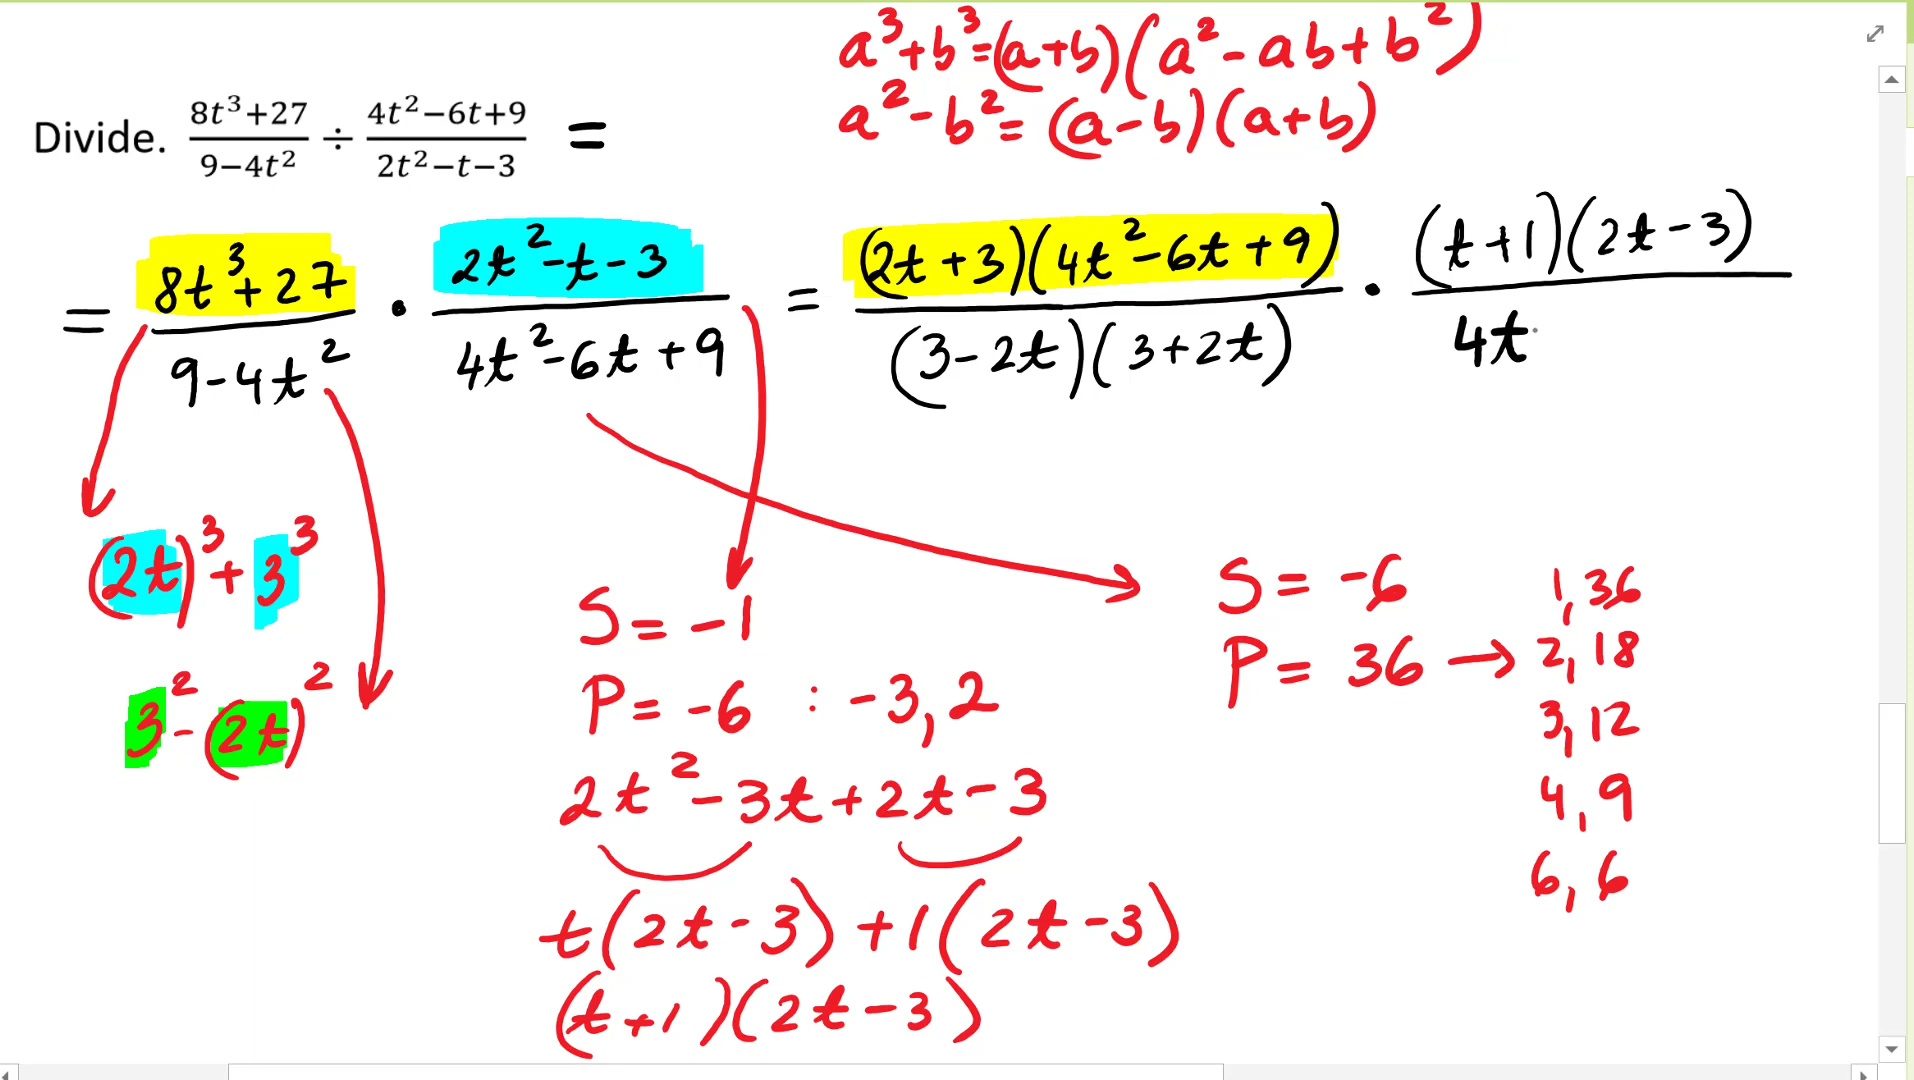 a³+b³=(a+b)(a²-ab+b²)
a²-b²=(a-b)(a+b)
Divide. (8t³+27)/(9−4t²) ÷ (4t²−6t+9)/(2t²−t−3) =
= (8t³+27)/(9-4t²) · (2t²-t-3)/(4t²-6t+9) = ((2t+3)(4t²-6t+9))/((3-2t)(3+2t)) · ((t+1)(2t-3))/(4t
(2t)³+3³
3²-(2t)²
S=-1
P=-6 : -3,2
2t²-3t+2t-3
t(2t-3)+1(2t-3)
(t+1)(2t-3)
S=-6
P=36→
1,36
2,18
3,12
4,9
6,6